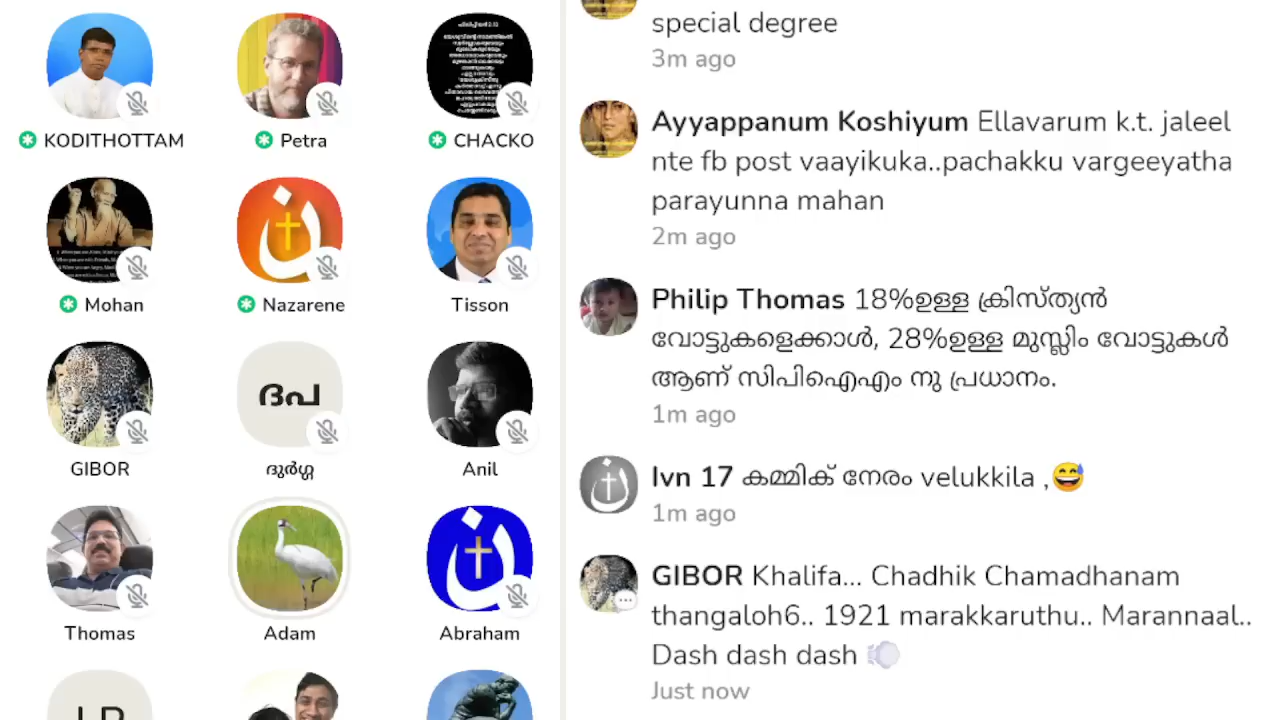 KODITHOTTAM
Petra
CHACKO
Mohan
Nazarene
Tisson
GIBOR
ദപ
ദുർഗ്ഗ
Anil
Thomas
Adam
Abraham
special degree
3m ago
Ayyappanum Koshiyum Ellavarum k.t. jaleel
nte fb post vaayikuka..pachakku vargeeyatha
parayunna mahan
2m ago
Philip Thomas 18%ഉള്ള ക്രിസ്ത്യൻ
വോട്ടുകളെക്കാൾ, 28%ഉള്ള മുസ്ലിം വോട്ടുകൾ
ആണ് സിപിഐഎം നു പ്രധാനം.
1m ago
Ivn 17 കമ്മിക് നേരം velukkila ,😅
1m ago
GIBOR Khalifa... Chadhik Chamadhanam
thangaloh6.. 1921 marakkaruthu.. Marannaal..
Dash dash dash 💨
Just now